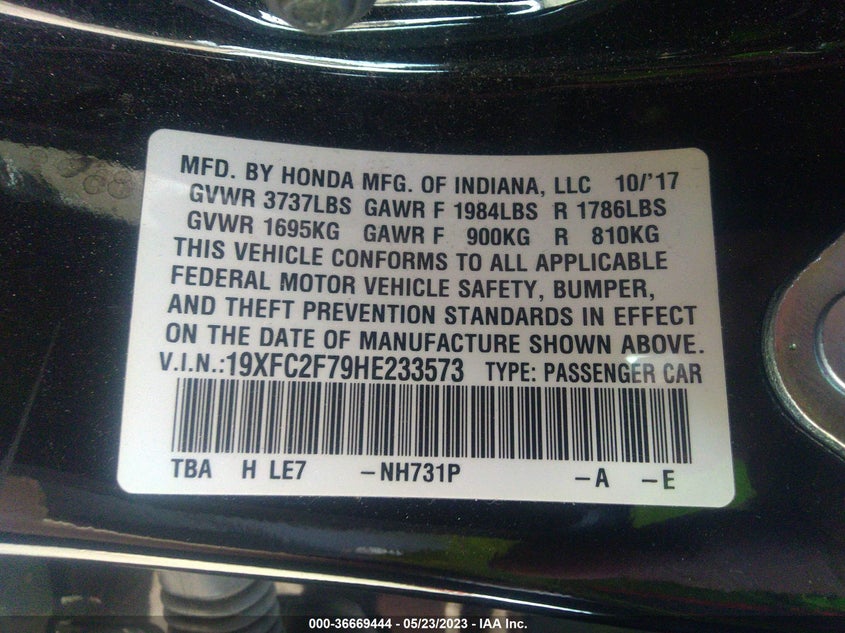 MFD. BY HONDA MFG. OF INDIANA, LLC 10/'17
GVWR 3737LBS GAWR F 1984LBS R 1786LBS
GVWR 1695KG GAWR F 900KG R 810KG
THIS VEHICLE CONFORMS TO ALL APPLICABLE
FEDERAL MOTOR VEHICLE SAFETY, BUMPER,
AND THEFT PREVENTION STANDARDS IN EFFECT
ON THE DATE OF MANUFACTURE SHOWN ABOVE.
V.I.N.:19XFC2F79HE233573 TYPE: PASSENGER CAR
TBA H LE7 -NH731P -A -E
000-36669444 - 05/23/2023 - IAA Inc.